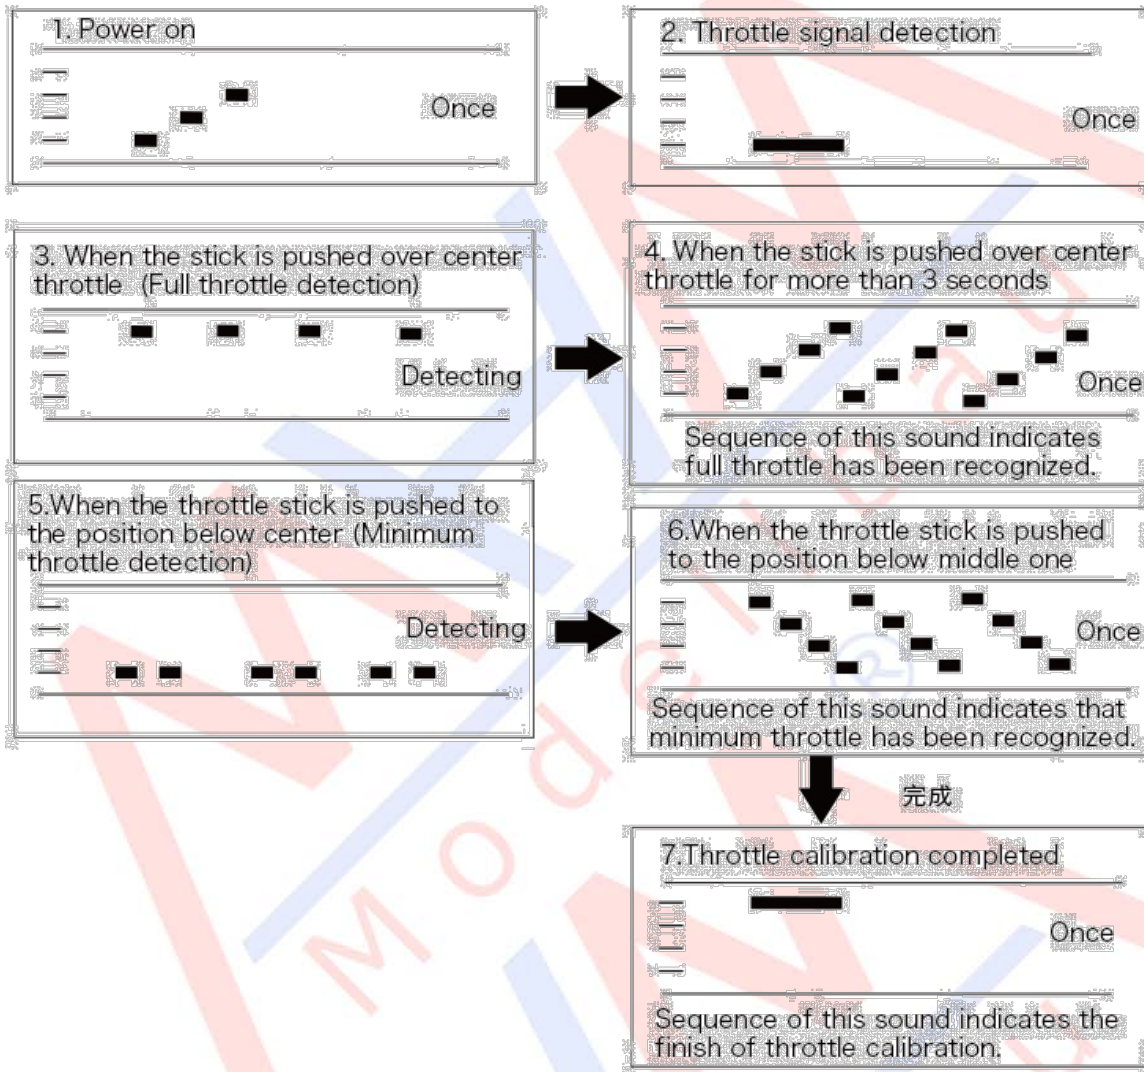 1. Power on
Once
2. Throttle signal detection
Once
3. When the stick is pushed over center
throttle (Full throttle detection)
Detecting
4. When the stick is pushed over center
throttle for more than 3 seconds
Once
Sequence of this sound indicates
full throttle has been recognized.
5.When the throttle stick is pushed to
the position below center (Minimum
throttle detection)
Detecting
6.When the throttle stick is pushed
to the position below middle one
Once
Sequence of this sound indicates that
minimum throttle has been recognized.
完成
7.Throttle calibration completed
Once
Sequence of this sound indicates the
finish of throttle calibration.
Modelbau
®